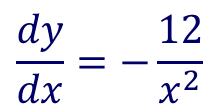 dy/dx = − 12/x²